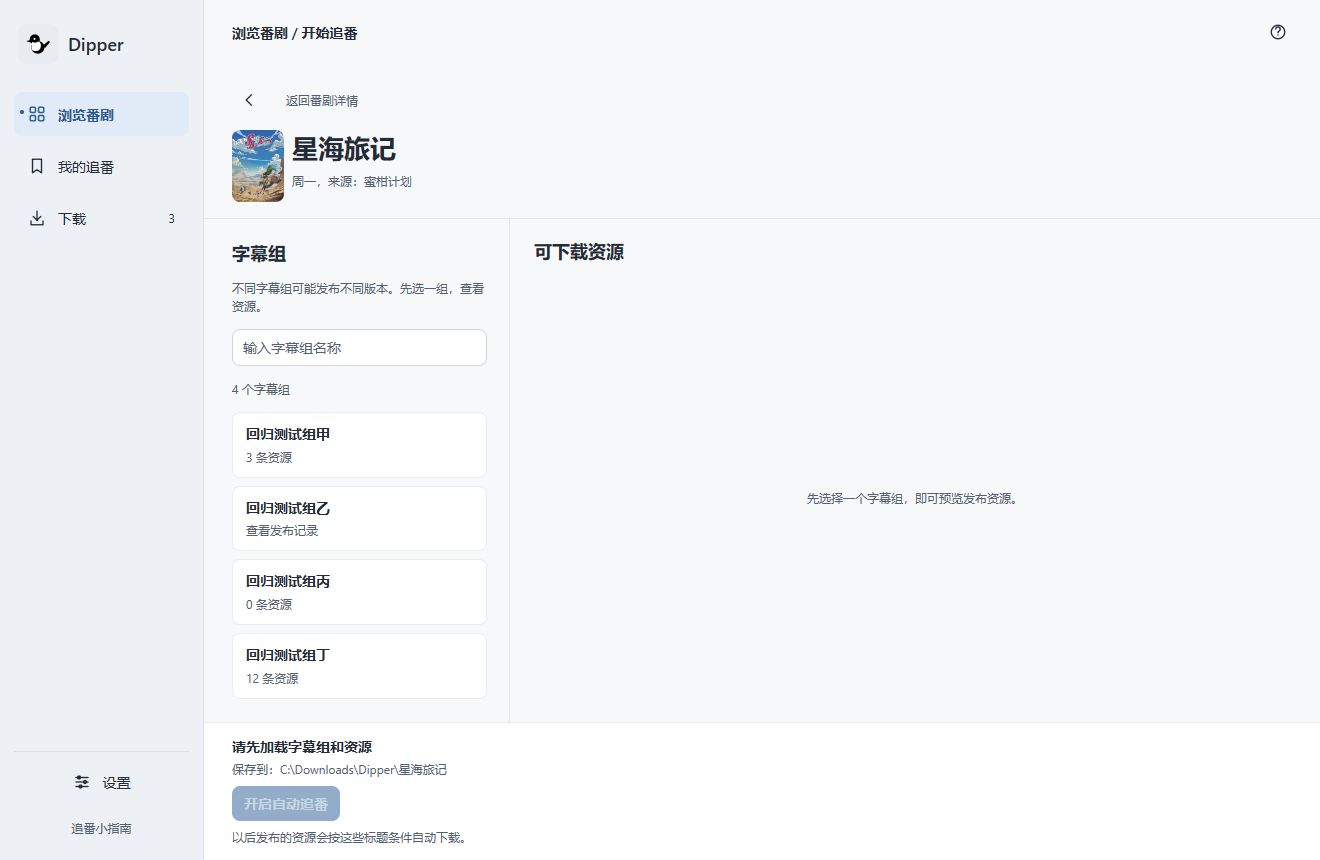 Dipper
浏览番剧
我的追番
下载
3
设置
追番小指南
浏览番剧 / 开始追番
返回番剧详情
星海旅记
周一，来源：蜜柑计划
字幕组
不同字幕组可能发布不同版本。先选一组，查看
资源。
输入字幕组名称
4 个字幕组
回归测试组甲
3 条资源
回归测试组乙
查看发布记录
回归测试组丙
0 条资源
回归测试组丁
12 条资源
可下载资源
先选择一个字幕组，即可预览发布资源。
请先加载字幕组和资源
保存到：C:\Downloads\Dipper\星海旅记
开启自动追番
以后发布的资源会按这些标题条件自动下载。